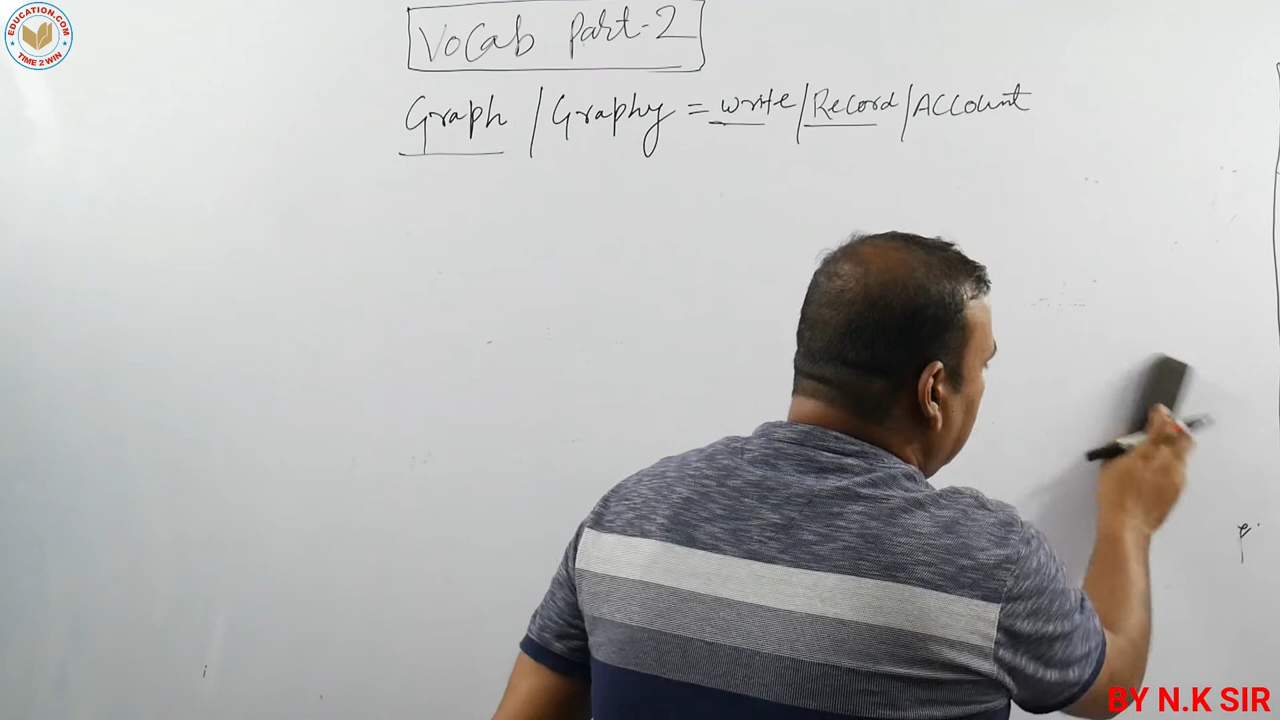 EDUCATION.COM
TIME 2 WIN
Vocab Part-2
Graph / Graphy = write / Record / Account
BY N.K SIR